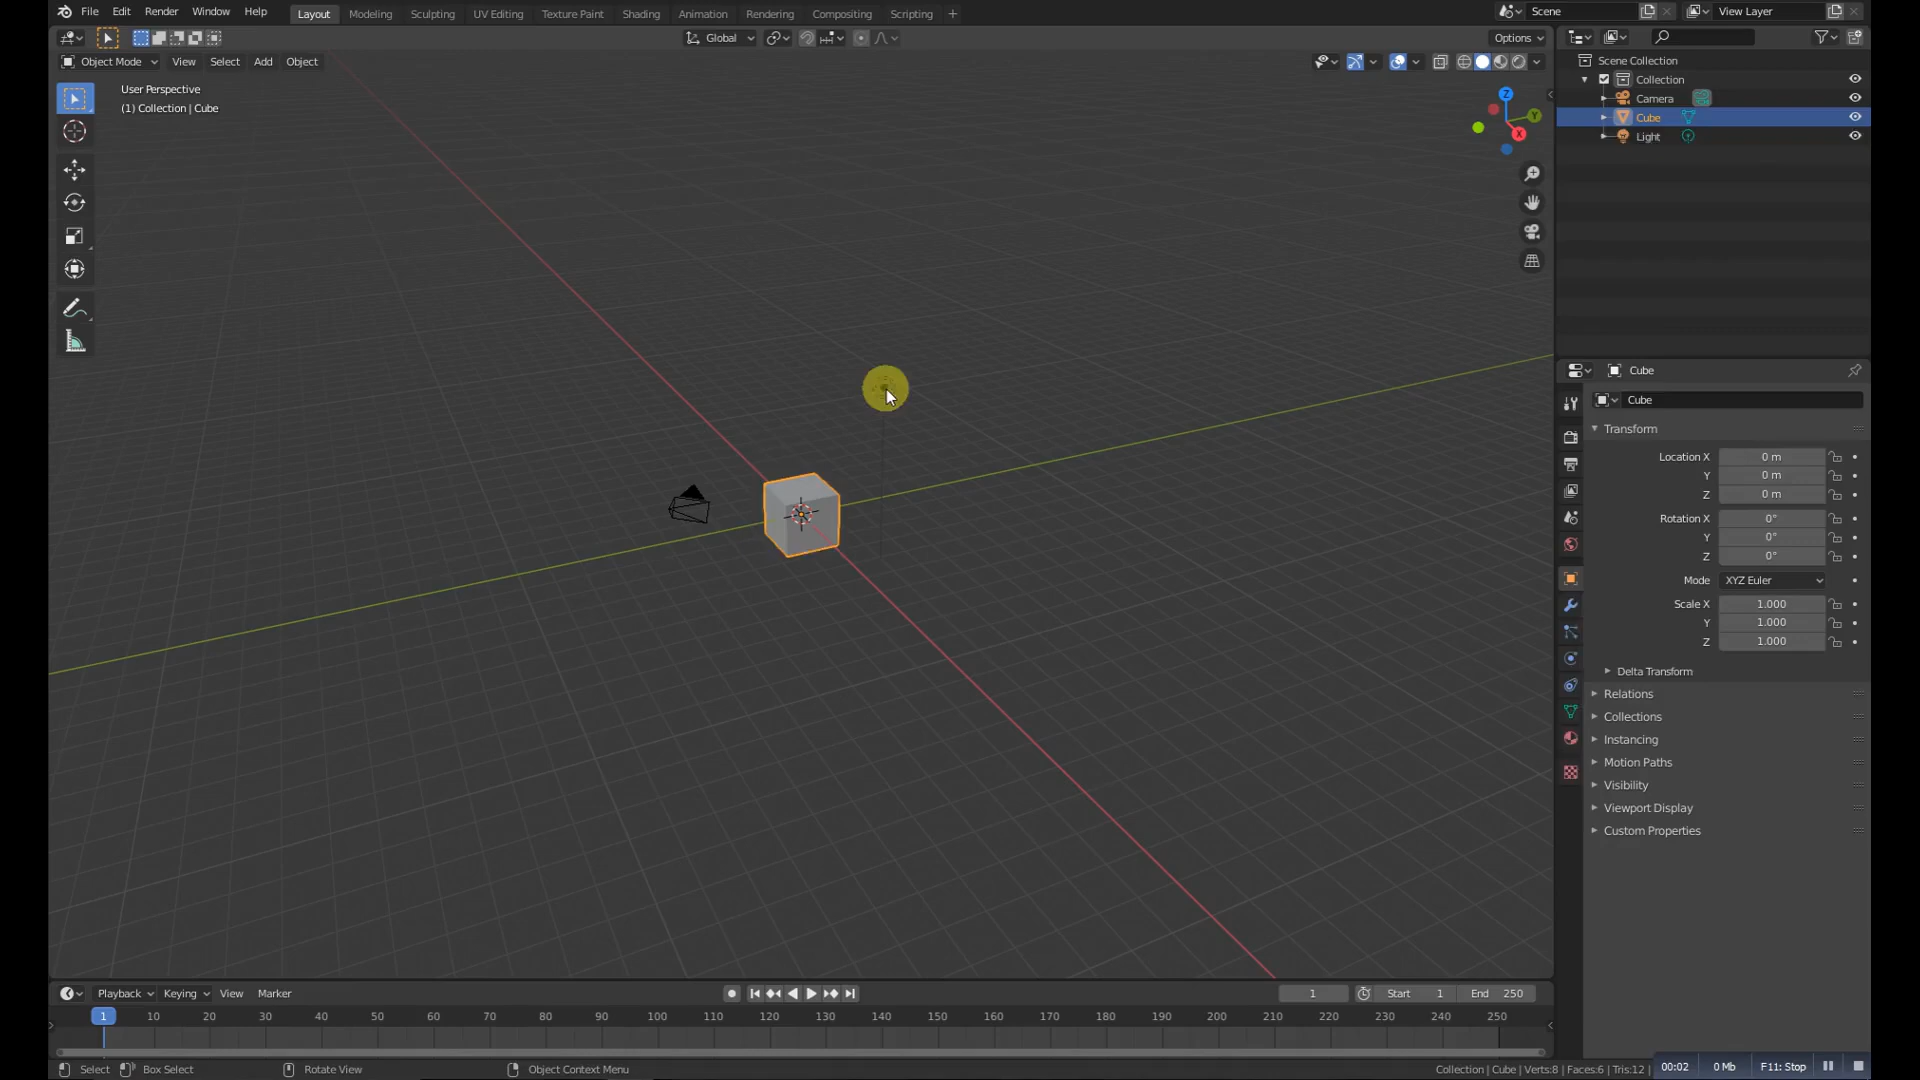 File Edit Render Window Help Layout Modeling Sculpting UV Editing Texture Paint Shading Animation Rendering Compositing Scripting + Scene View Layer
Global Options
Object Mode View Select Add Object
User Perspective
(1) Collection | Cube
Z
Y
X
Scene Collection
Collection
Camera
Cube
Light
Cube
Cube
Transform
Location X 0 m
Y 0 m
Z 0 m
Rotation X 0°
Y 0°
Z 0°
Mode XYZ Euler
Scale X 1.000
Y 1.000
Z 1.000
Delta Transform
Relations
Collections
Instancing
Motion Paths
Visibility
Viewport Display
Custom Properties
Playback Keying View Marker 1 Start 1 End 250
1 10 20 30 40 50 60 70 80 90 100 110 120 130 140 150 160 170 180 190 200 210 220 230 240 250
Select Box Select Rotate View Object Context Menu Collection | Cube | Verts:8 | Faces:6 | Tris:12 | 00:02 0 Mb F11: Stop